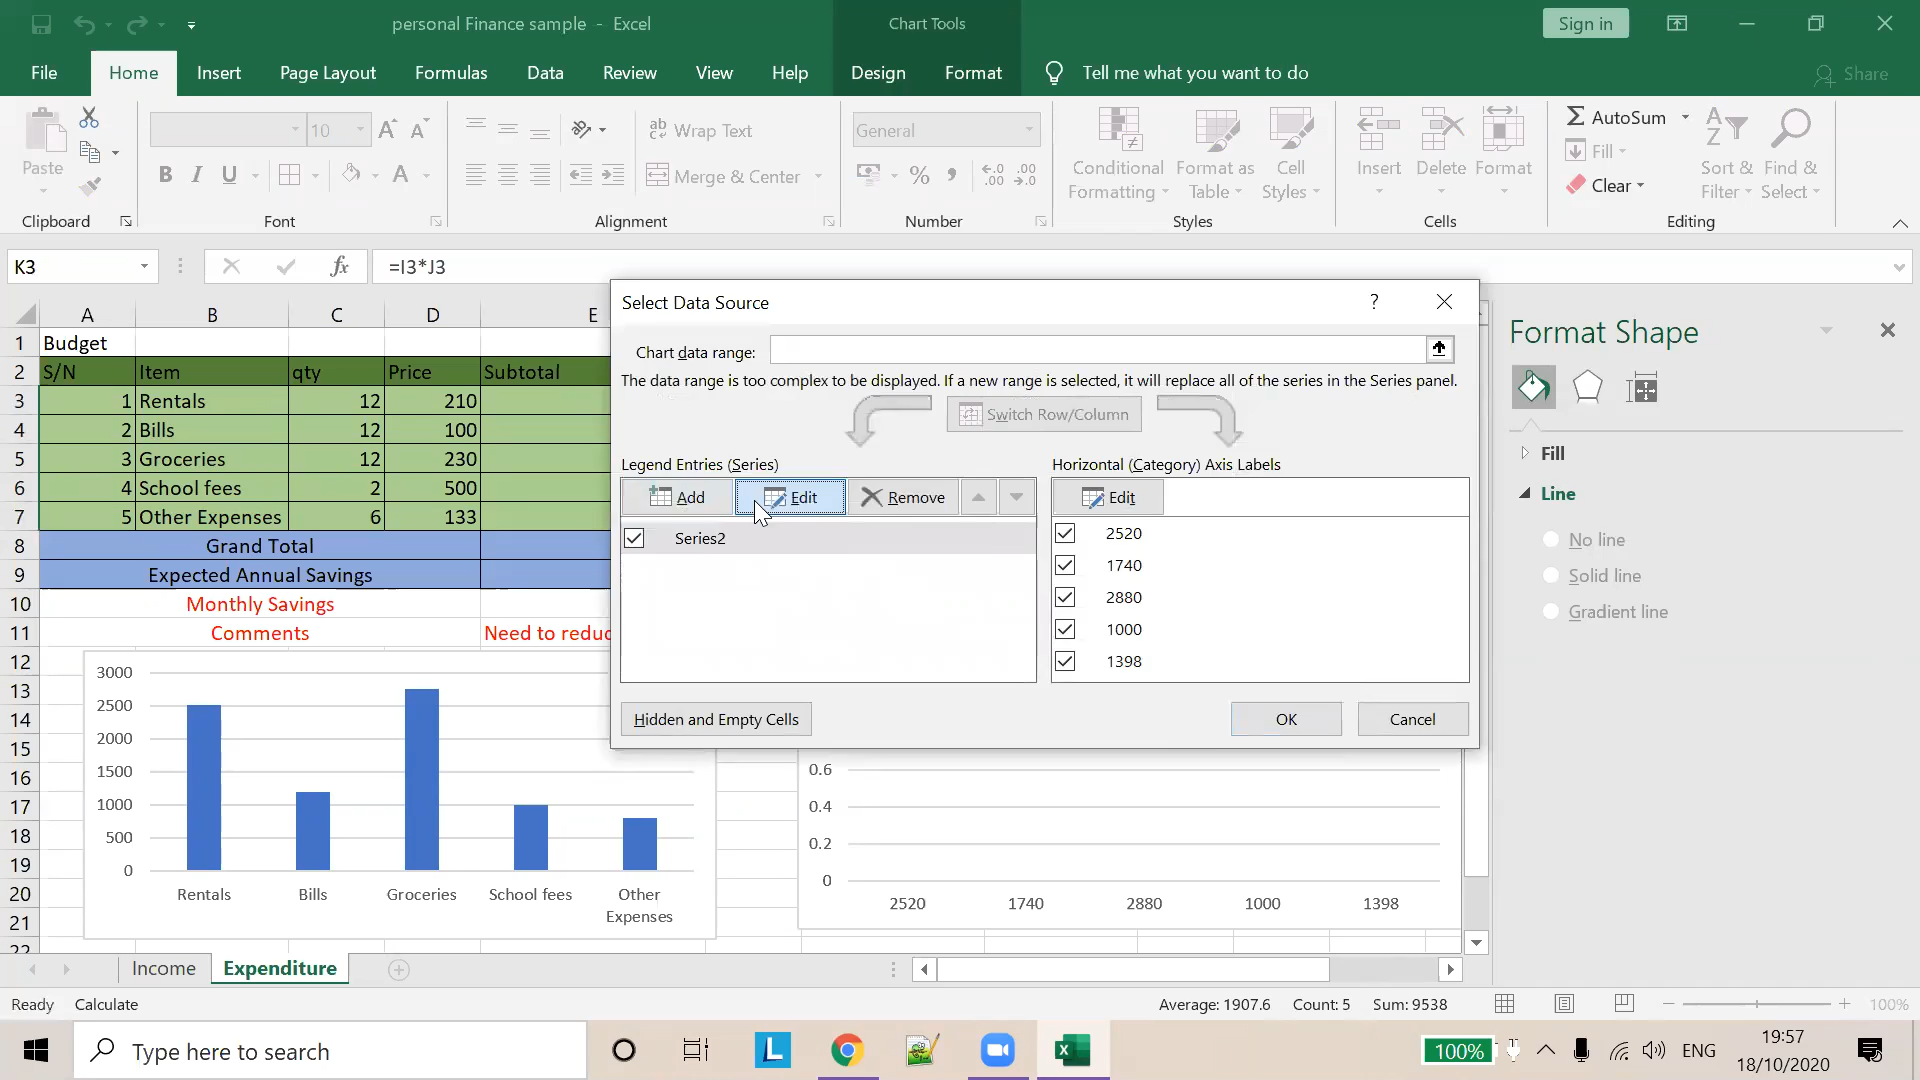 personal Finance sample - Excel
Chart Tools
Sign in
File Home Insert Page Layout Formulas Data Review View Help Design Format Tell me what you want to do Share
Paste
10
Wrap Text
Merge & Center
General
Conditional Formatting
Format as Table
Cell Styles
Insert
Delete
Format
AutoSum
Fill
Clear
Sort & Filter
Find & Select
Clipboard Font Alignment Number Styles Cells Editing
K3
fx
=I3*J3
A B C D E
1 Budget
2 S/N Item qty Price Subtotal
3 1 Rentals 12 210
4 2 Bills 12 100
5 3 Groceries 12 230
6 4 School fees 2 500
7 5 Other Expenses 6 133
8 Grand Total
9 Expected Annual Savings
10 Monthly Savings
11 Comments Need to reduc
12
13
14
15
16
17
18
19
20
21
22
3000
2500
2000
1500
1000
500
0
Rentals Bills Groceries School fees Other Expenses
Select Data Source
?
Chart data range:
The data range is too complex to be displayed. If a new range is selected, it will replace all of the series in the Series panel.
Switch Row/Column
Legend Entries (Series)
Add Edit Remove
Series2
Horizontal (Category) Axis Labels
Edit
2520
1740
2880
1000
1398
Hidden and Empty Cells
OK Cancel
0.6
0.4
0.2
0
2520 1740 2880 1000 1398
Format Shape
Fill
Line
No line
Solid line
Gradient line
Income Expenditure
Ready Calculate Average: 1907.6 Count: 5 Sum: 9538 100%
Type here to search
L
100%
ENG
19:57
18/10/2020